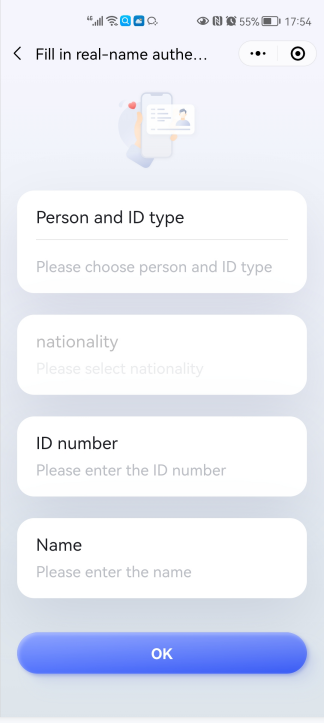 55% 17:54
Fill in real-name authe...
Person and ID type
Please choose person and ID type
nationality
Please select nationality
ID number
Please enter the ID number
Name
Please enter the name
OK